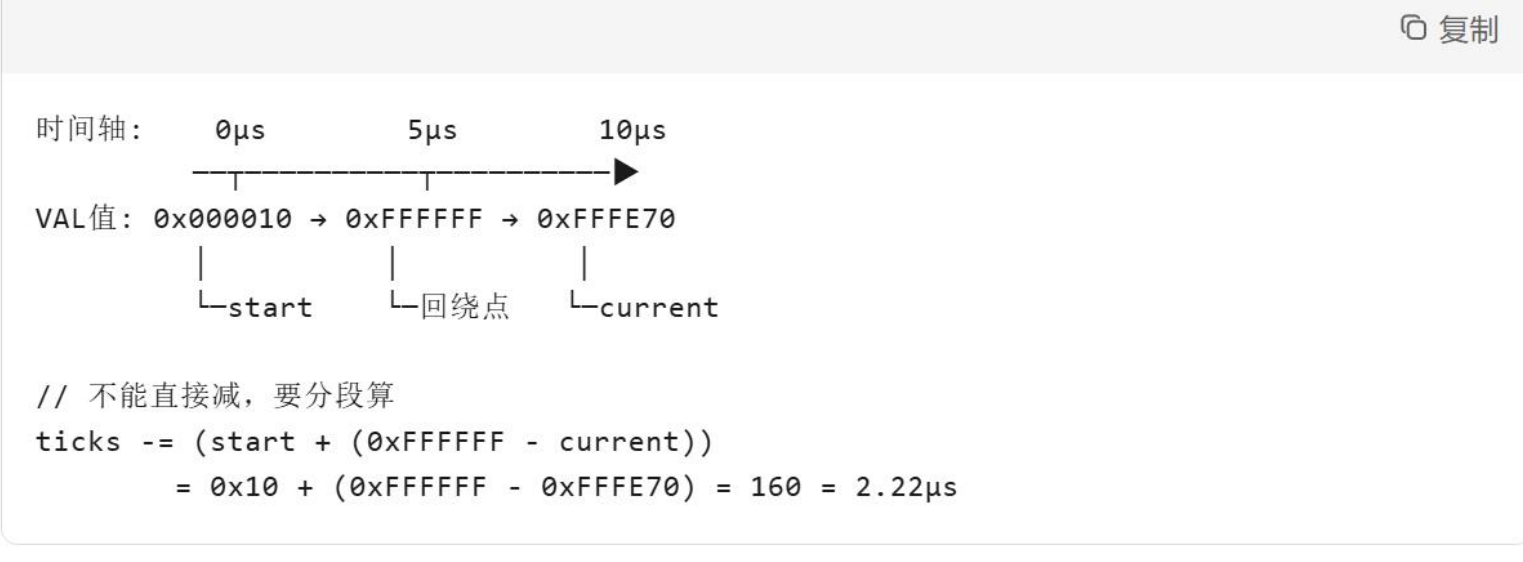 复制
时间轴:    0μs         5μs         10μs
——┬———————————┬——————————▶
VAL值: 0x000010 → 0xFFFFFF → 0xFFFE70
│           │           │
└─start     └─回绕点    └─current
// 不能直接减，要分段算
ticks -= (start + (0xFFFFFF - current))
= 0x10 + (0xFFFFFF - 0xFFFE70) = 160 = 2.22μs